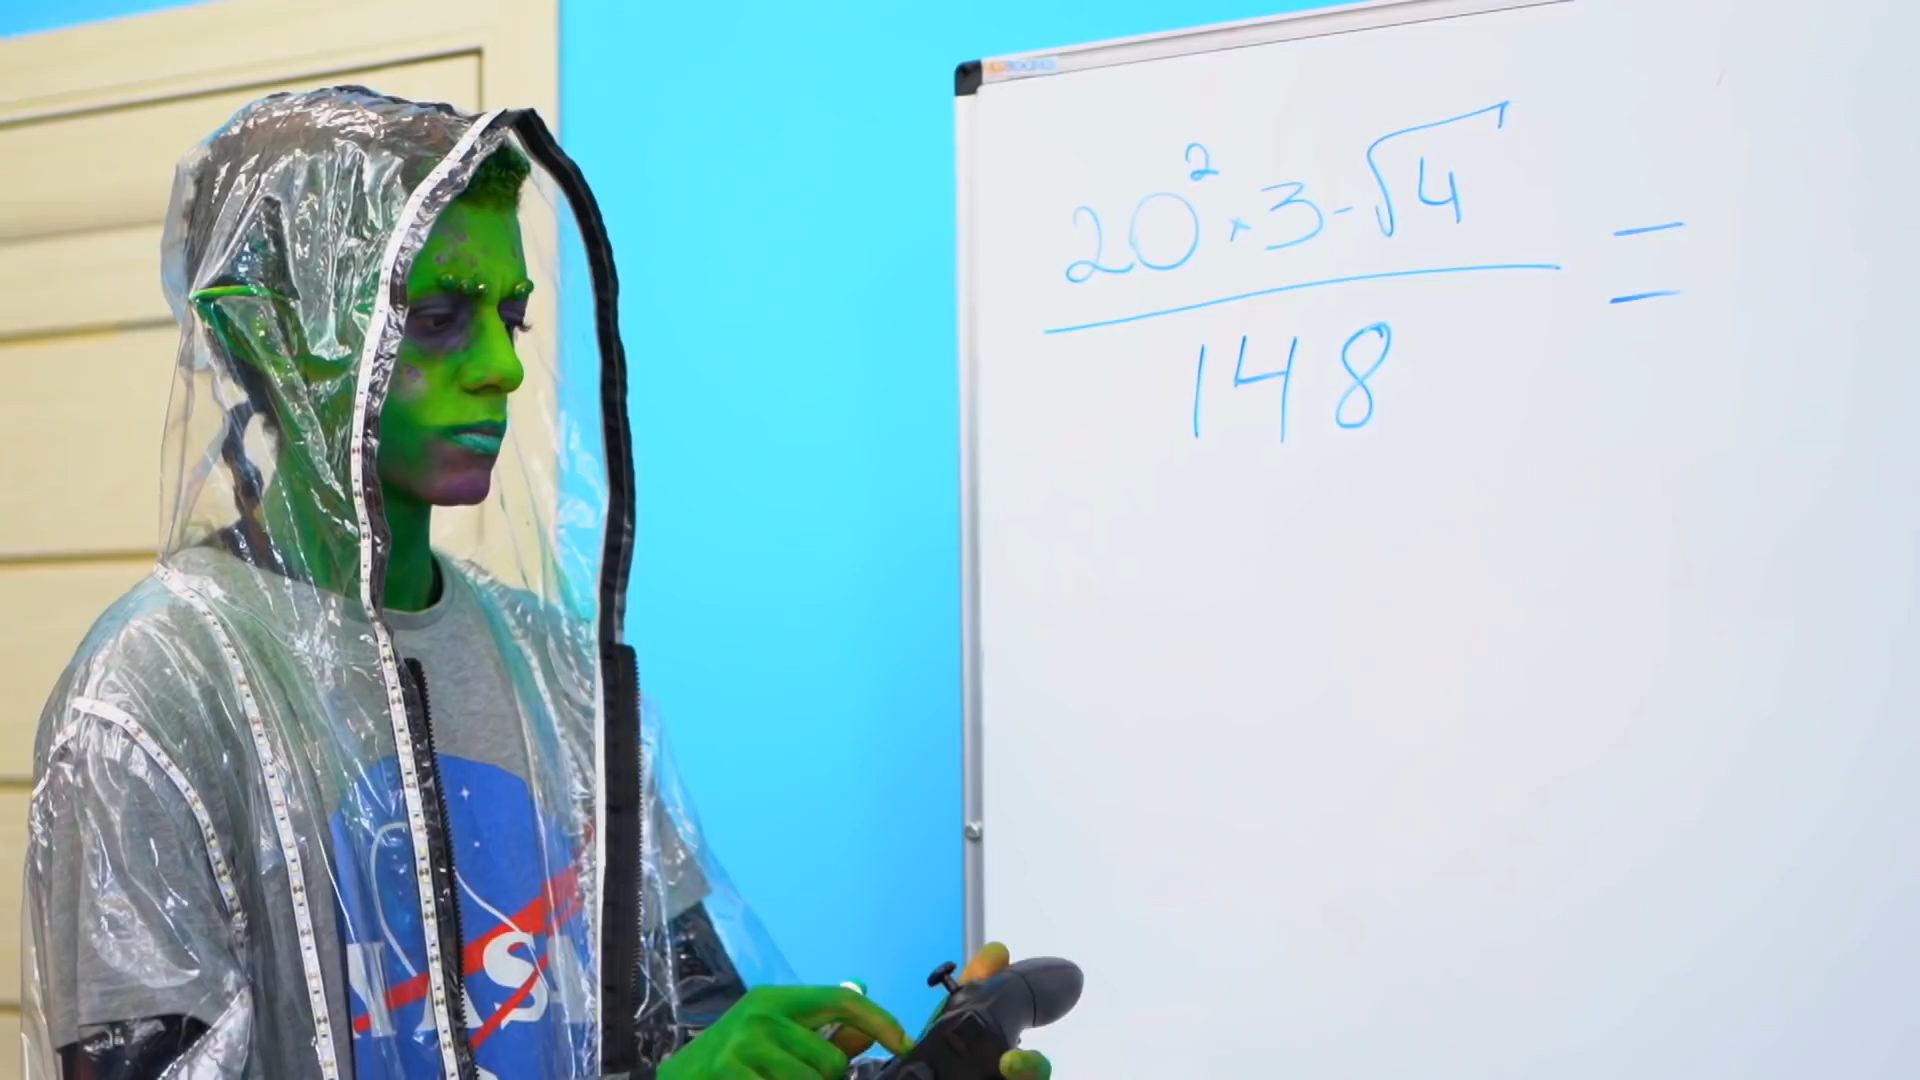 20² × 3 - √4 =
148
NASA